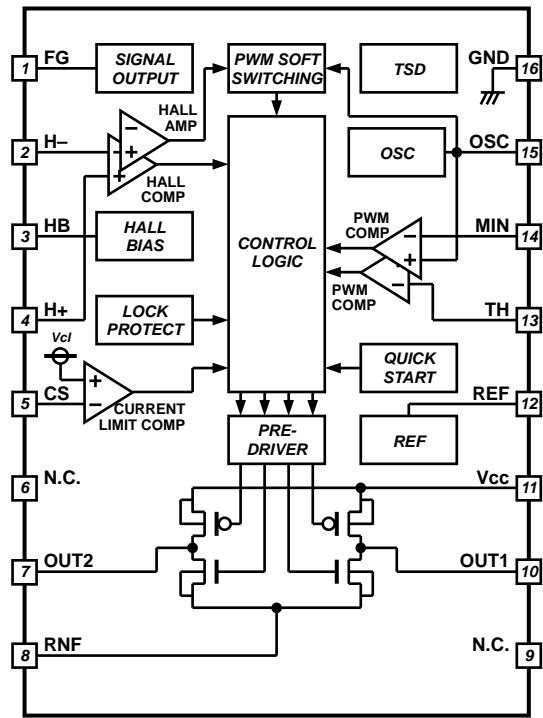 1 FG
SIGNAL
OUTPUT
PWM SOFT
SWITCHING
TSD
GND 16
HALL
AMP
2 H–
–
+
–
+
HALL
COMP
OSC
OSC 15
3 HB
HALL
BIAS
CONTROL
LOGIC
PWM
COMP
–
+
MIN 14
4 H+
LOCK
PROTECT
PWM
COMP
+
–
TH 13
Vcl
5 CS
+
–
CURRENT
LIMIT COMP
QUICK
START
REF 12
6 N.C.
PRE-
DRIVER
REF
Vcc 11
7 OUT2
OUT1 10
8 RNF
N.C. 9